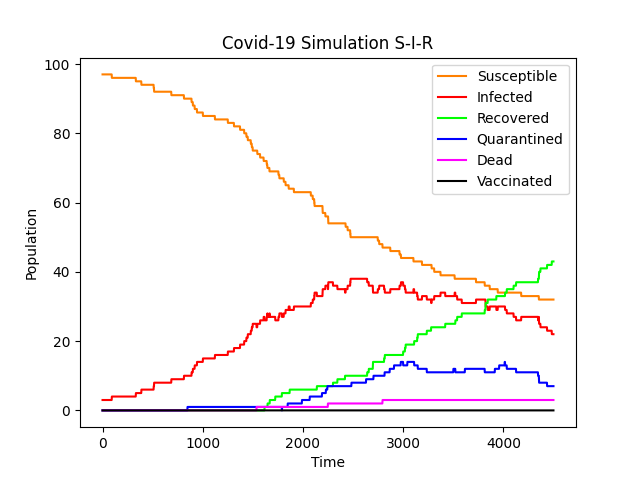 Covid-19 Simulation S-I-R
Population
100
80
60
40
20
0
Susceptible
Infected
Recovered
Quarantined
Dead
Vaccinated
0 1000 2000 3000 4000
Time